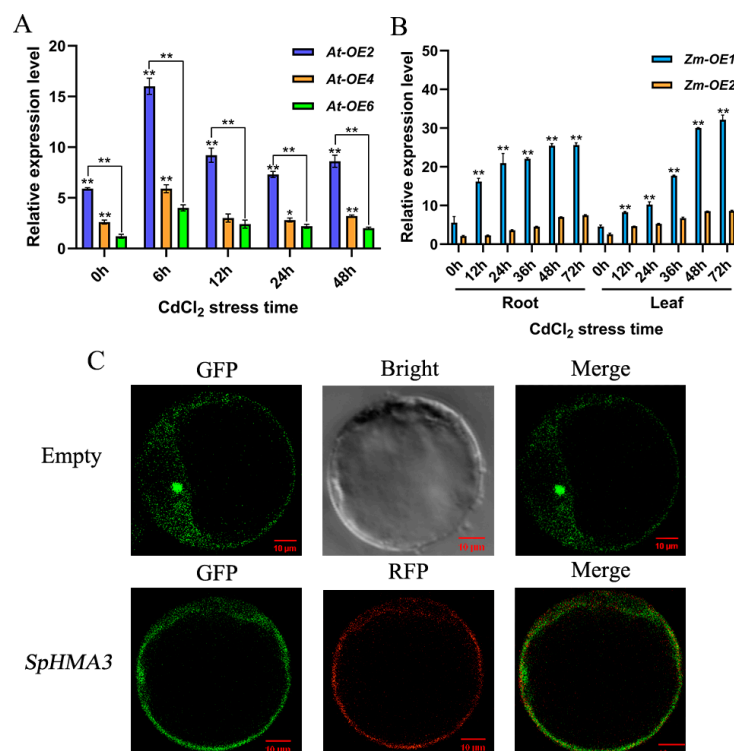 A
Relative expression level
20
15
10
5
0
At-OE2
At-OE4
At-OE6
** ** **
** ** ** **
** **
** ** *
** **
0h 6h 12h 24h 48h
CdCl2 stress time
B
Relative expression level
50
40
30
20
10
0
Zm-OE1
Zm-OE2
** ** ** ** **
** ** ** ** **
0h 12h 24h 36h 48h 72h 0h 12h 24h 36h 48h 72h
Root Leaf
CdCl2 stress time
C
GFP Bright Merge
Empty
10 μm 10 μm 10 μm
GFP RFP Merge
SpHMA3
10 μm 10 μm